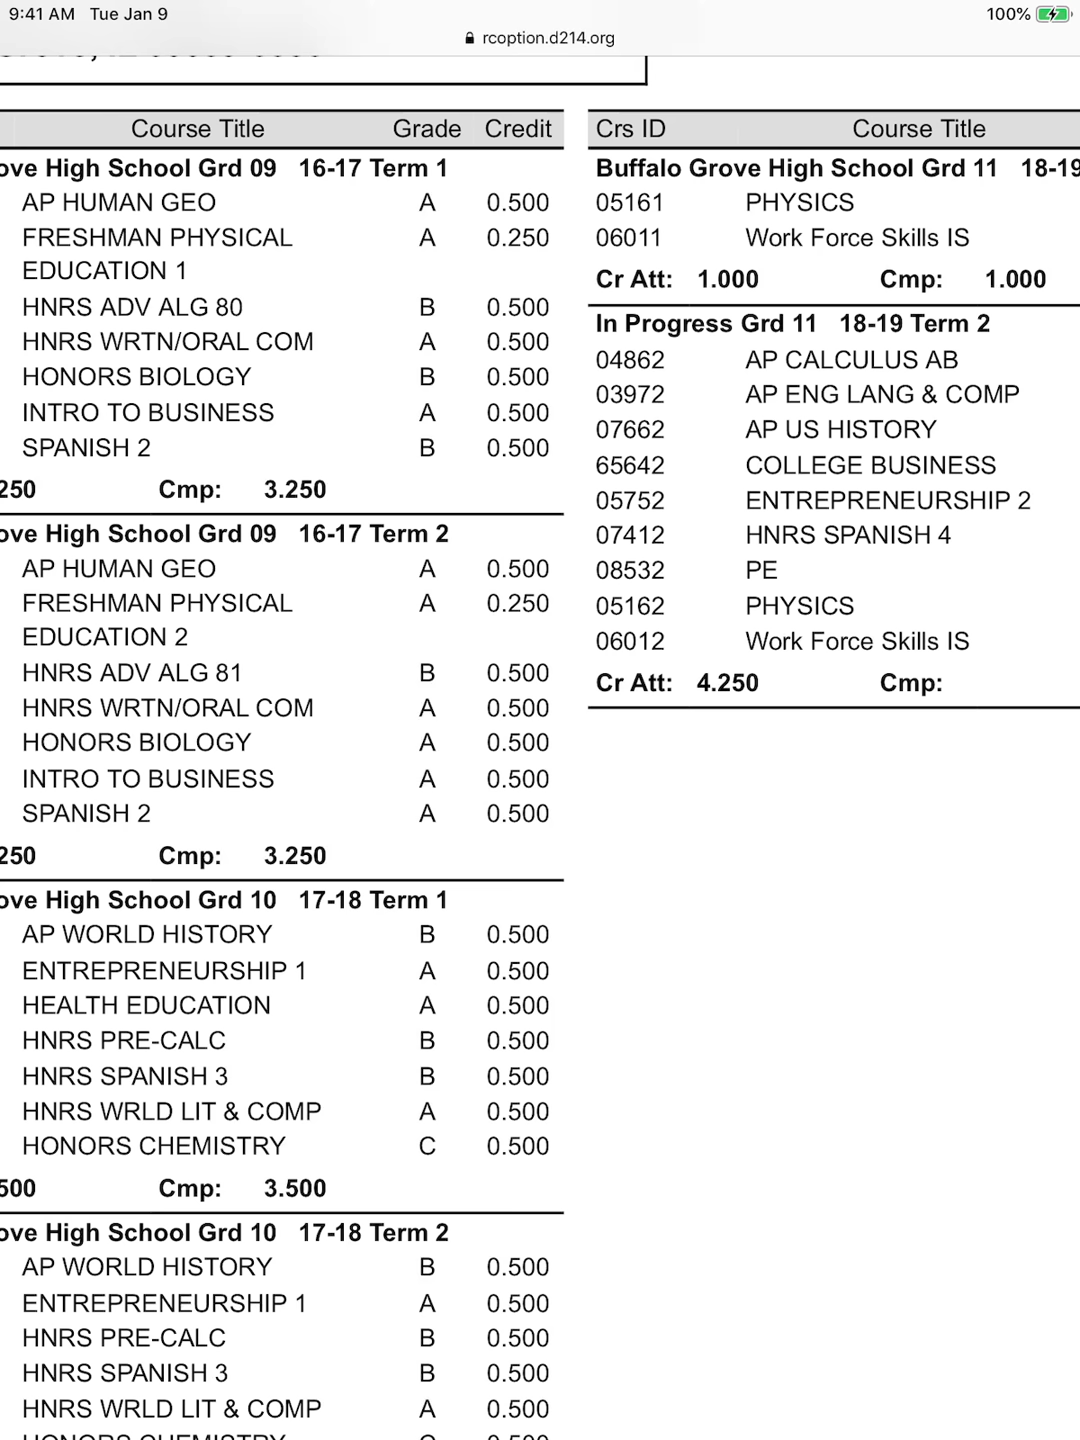 9:41 AM Tue Jan 9 100%
rcoption.d214.org
Course Title Grade Credit
ove High School Grd 09 16-17 Term 1
AP HUMAN GEO A 0.500
FRESHMAN PHYSICAL A 0.250
EDUCATION 1
HNRS ADV ALG 80 B 0.500
HNRS WRTN/ORAL COM A 0.500
HONORS BIOLOGY B 0.500
INTRO TO BUSINESS A 0.500
SPANISH 2 B 0.500
250 Cmp: 3.250
ove High School Grd 09 16-17 Term 2
AP HUMAN GEO A 0.500
FRESHMAN PHYSICAL A 0.250
EDUCATION 2
HNRS ADV ALG 81 B 0.500
HNRS WRTN/ORAL COM A 0.500
HONORS BIOLOGY A 0.500
INTRO TO BUSINESS A 0.500
SPANISH 2 A 0.500
250 Cmp: 3.250
ove High School Grd 10 17-18 Term 1
AP WORLD HISTORY B 0.500
ENTREPRENEURSHIP 1 A 0.500
HEALTH EDUCATION A 0.500
HNRS PRE-CALC B 0.500
HNRS SPANISH 3 B 0.500
HNRS WRLD LIT & COMP A 0.500
HONORS CHEMISTRY C 0.500
500 Cmp: 3.500
ove High School Grd 10 17-18 Term 2
AP WORLD HISTORY B 0.500
ENTREPRENEURSHIP 1 A 0.500
HNRS PRE-CALC B 0.500
HNRS SPANISH 3 B 0.500
HNRS WRLD LIT & COMP A 0.500
HONORS CHEMISTRY C 0.500
Crs ID Course Title
Buffalo Grove High School Grd 11 18-19
05161 PHYSICS
06011 Work Force Skills IS
Cr Att: 1.000 Cmp: 1.000
In Progress Grd 11 18-19 Term 2
04862 AP CALCULUS AB
03972 AP ENG LANG & COMP
07662 AP US HISTORY
65642 COLLEGE BUSINESS
05752 ENTREPRENEURSHIP 2
07412 HNRS SPANISH 4
08532 PE
05162 PHYSICS
06012 Work Force Skills IS
Cr Att: 4.250 Cmp: